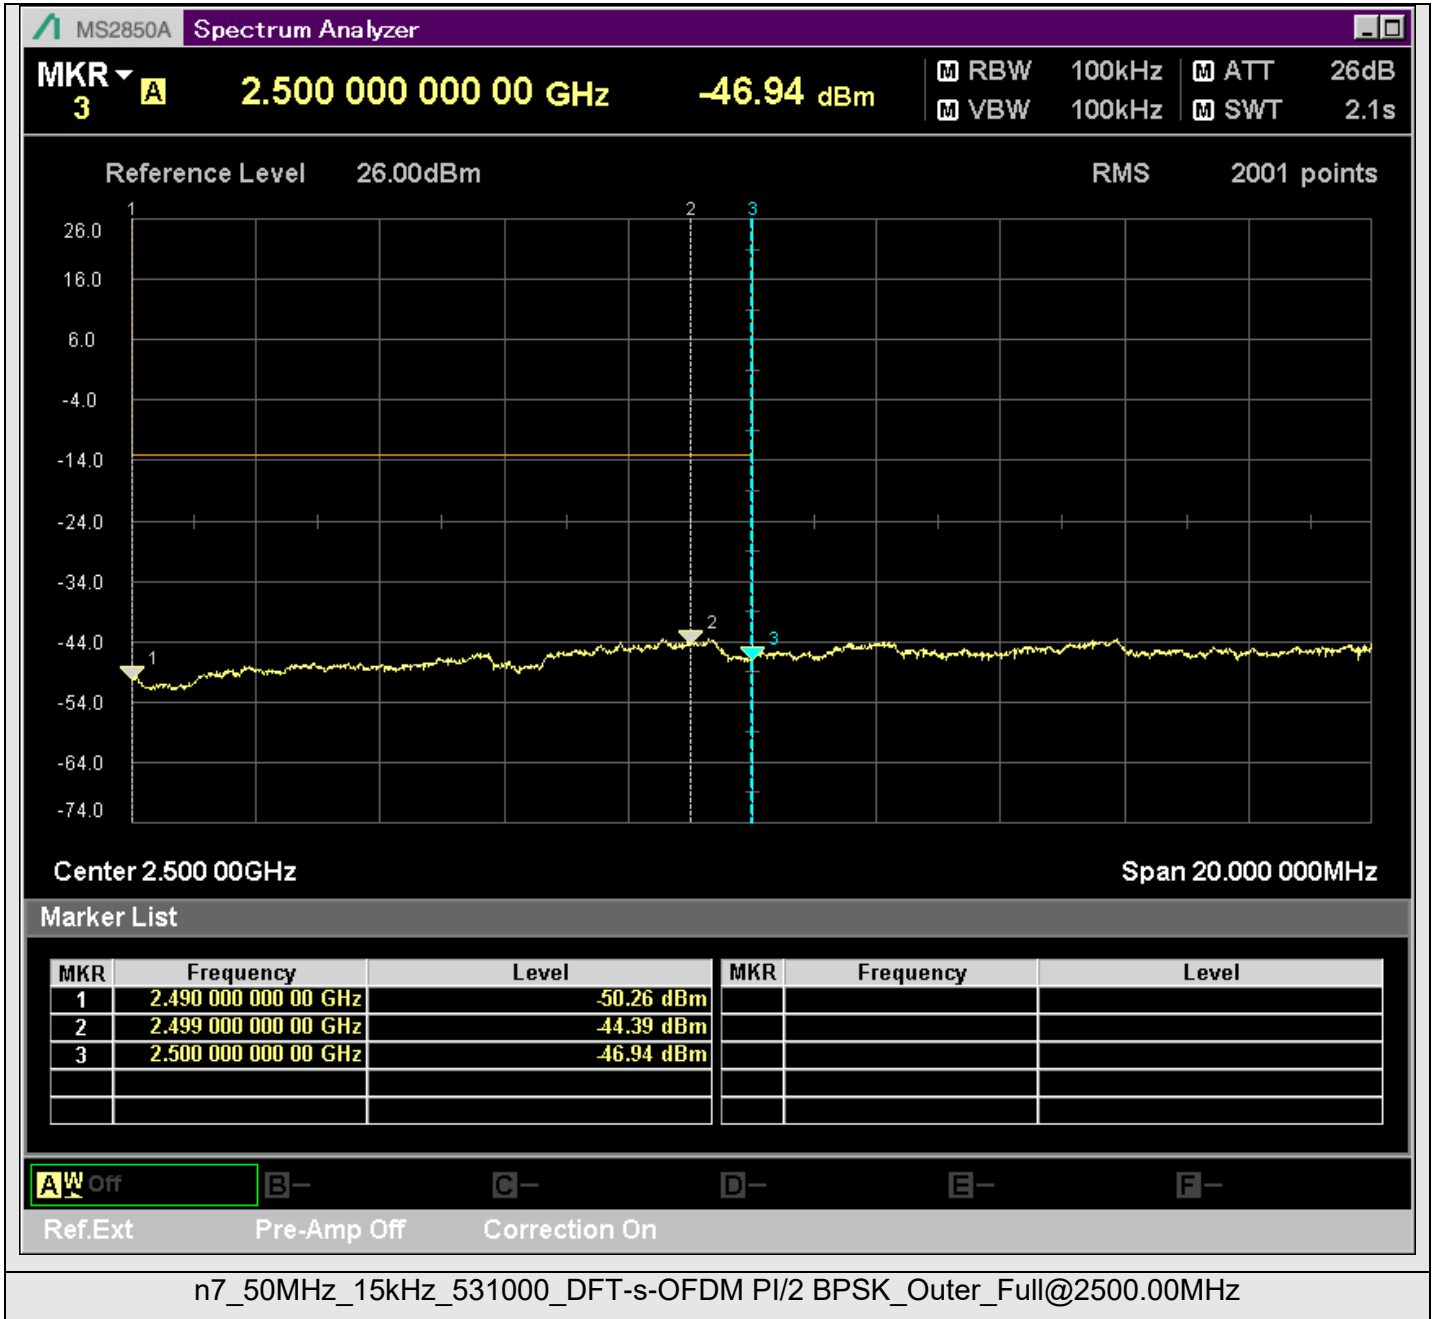 MS2850A Spectrum Analyzer
MKR A 2.500 000 000 00 GHz -46.94 dBm M RBW 100kHz M ATT 26dB
3 M VBW 100kHz M SWT 2.1s
Reference Level 26.00dBm RMS 2001 points
1 2 3
26.0
16.0
6.0
-4.0
-14.0
-24.0
-34.0
-44.0
-54.0
-64.0
-74.0
1 2 3
Center 2.500 00GHz Span 20.000 000MHz
Marker List
MKR Frequency Level MKR Frequency Level
1 2.490 000 000 00 GHz -50.26 dBm
2 2.499 000 000 00 GHz -44.39 dBm
3 2.500 000 000 00 GHz -46.94 dBm
A W Off B – C – D – E – F –
Ref.Ext Pre-Amp Off Correction On
n7_50MHz_15kHz_531000_DFT-s-OFDM PI/2 BPSK_Outer_Full@2500.00MHz